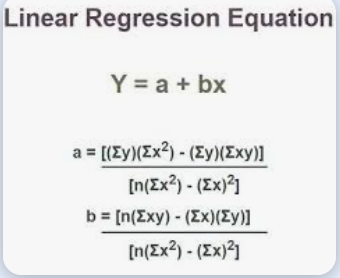 Linear Regression Equation
Y = a + bx
a = [(Σy)(Σx²) - (Σy)(Σxy)]
[n(Σx²) - (Σx)²]
b = [n(Σxy) - (Σx)(Σy)]
[n(Σx²) - (Σx)²]